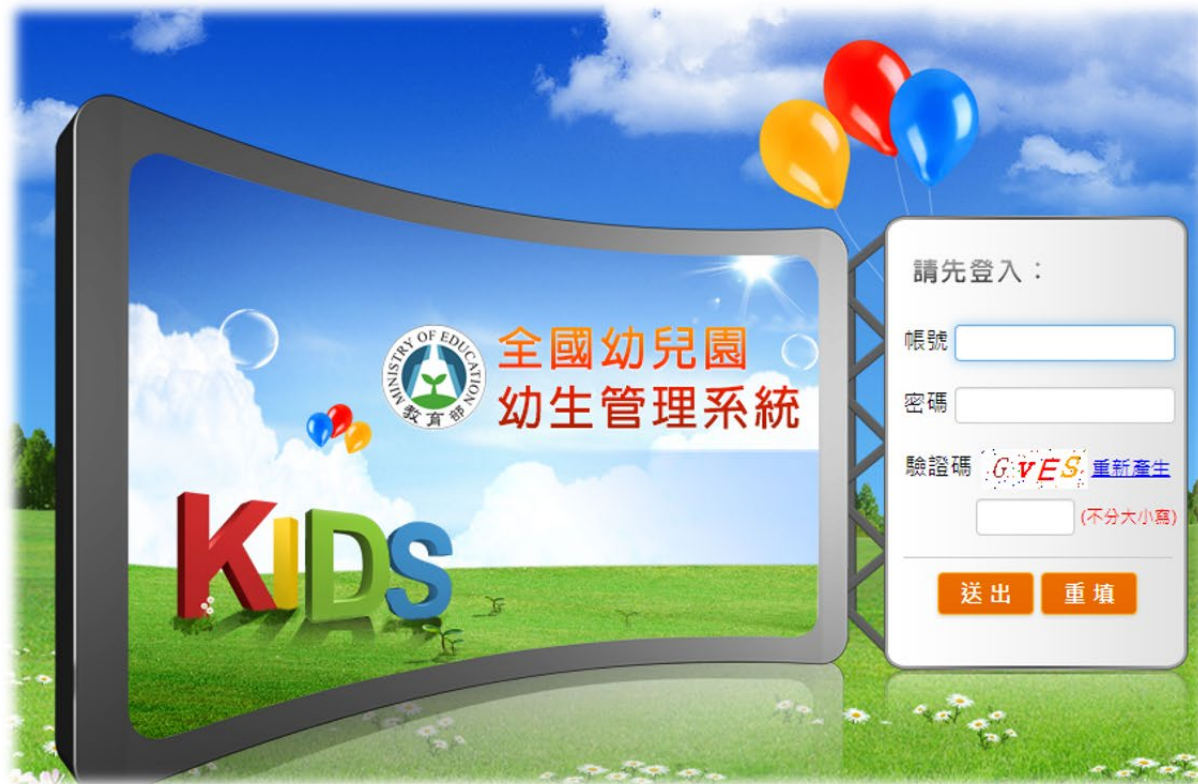 MINISTRY OF EDUCATION
教育部
全國幼兒園
幼生管理系統
KIDS
請先登入：
帳號
密碼
驗證碼 GvES 重新產生
(不分大小寫)
送出 重填